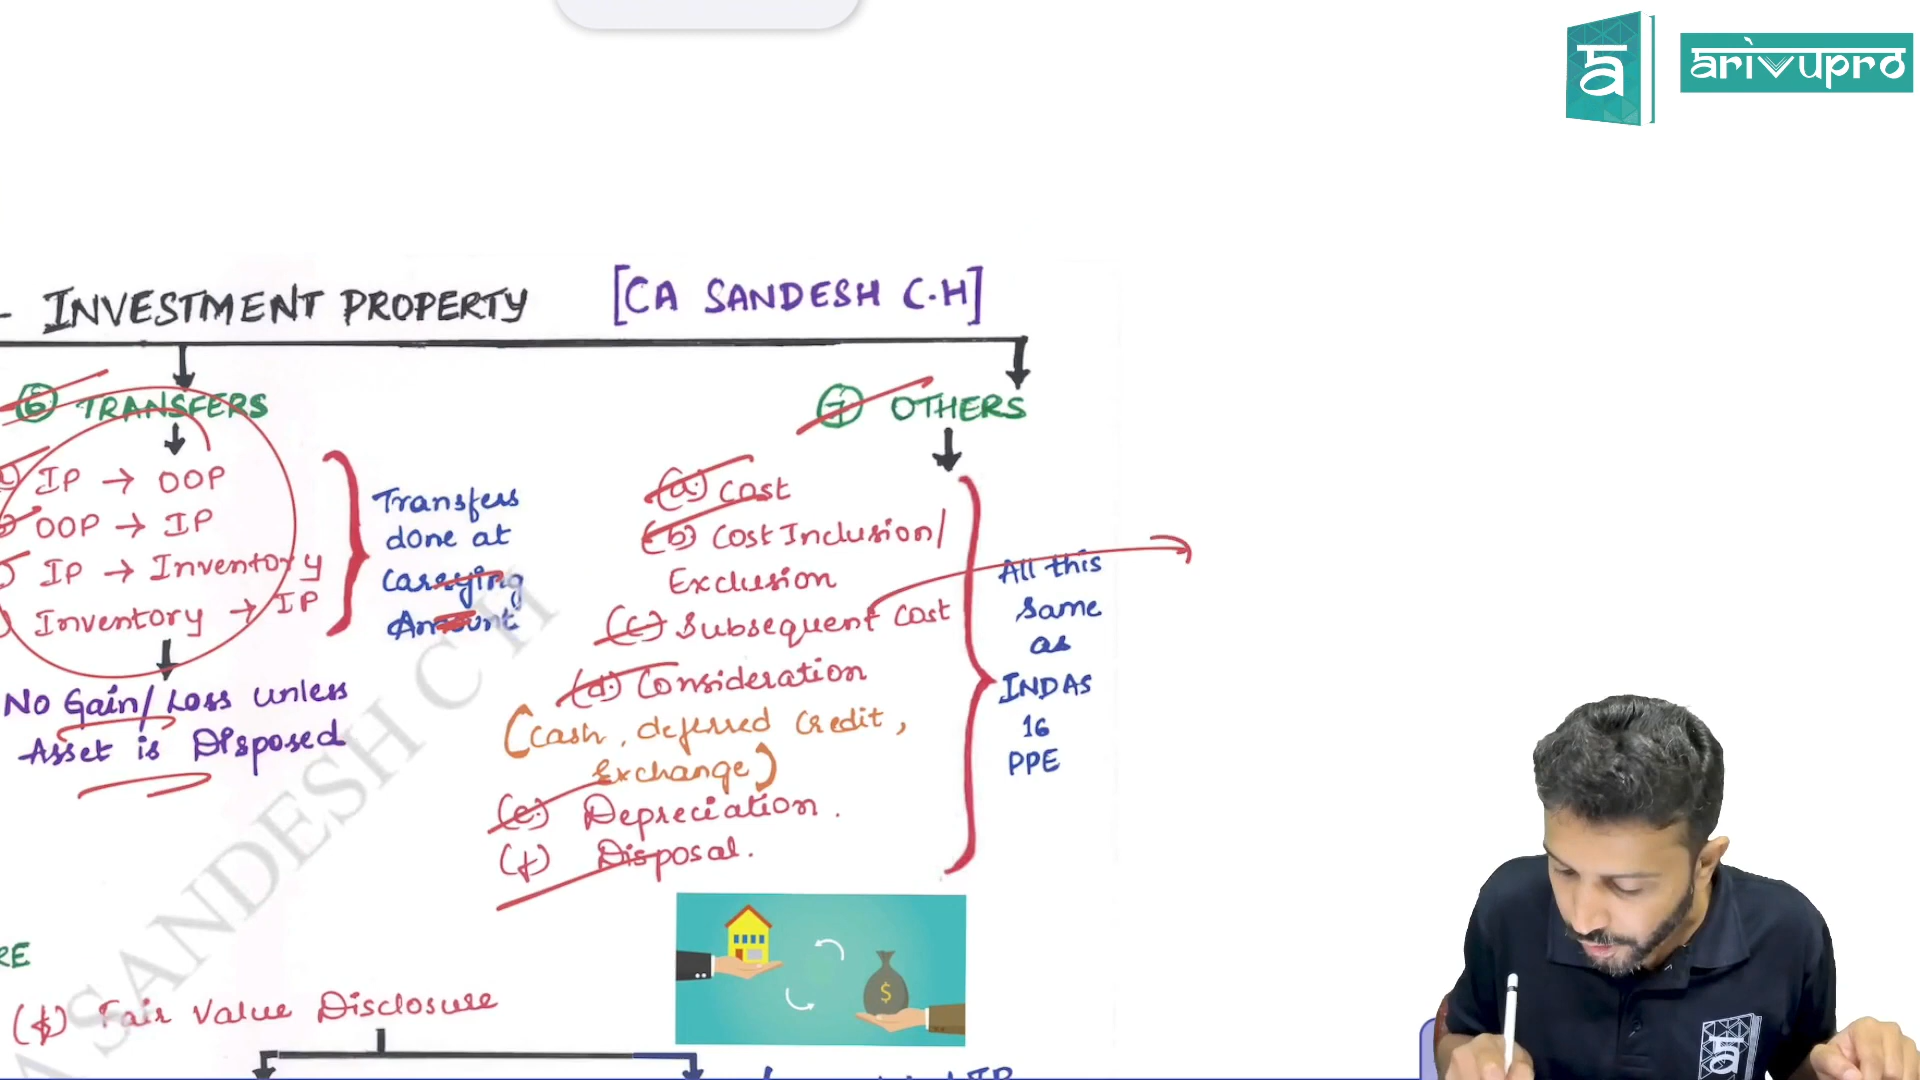 arivupro
- INVESTMENT PROPERTY [CA SANDESH C.H]
6 TRANSFERS
IP → OOP
OOP → IP
IP → Inventory
Inventory → IP
Transfers
done at
Carrying
Amount
No Gain/Loss unless
Asset is Disposed
7 OTHERS
(a) Cost
(b) Cost Inclusion/
Exclusion
(c) Subsequent Cost
(d) Consideration
(Cash, deferred Credit,
Exchange)
(e) Depreciation.
(f) Disposal.
All this
same
as
INDAS
16
PPE
RE
Fair Value Disclosure
$
A SANDESH C H